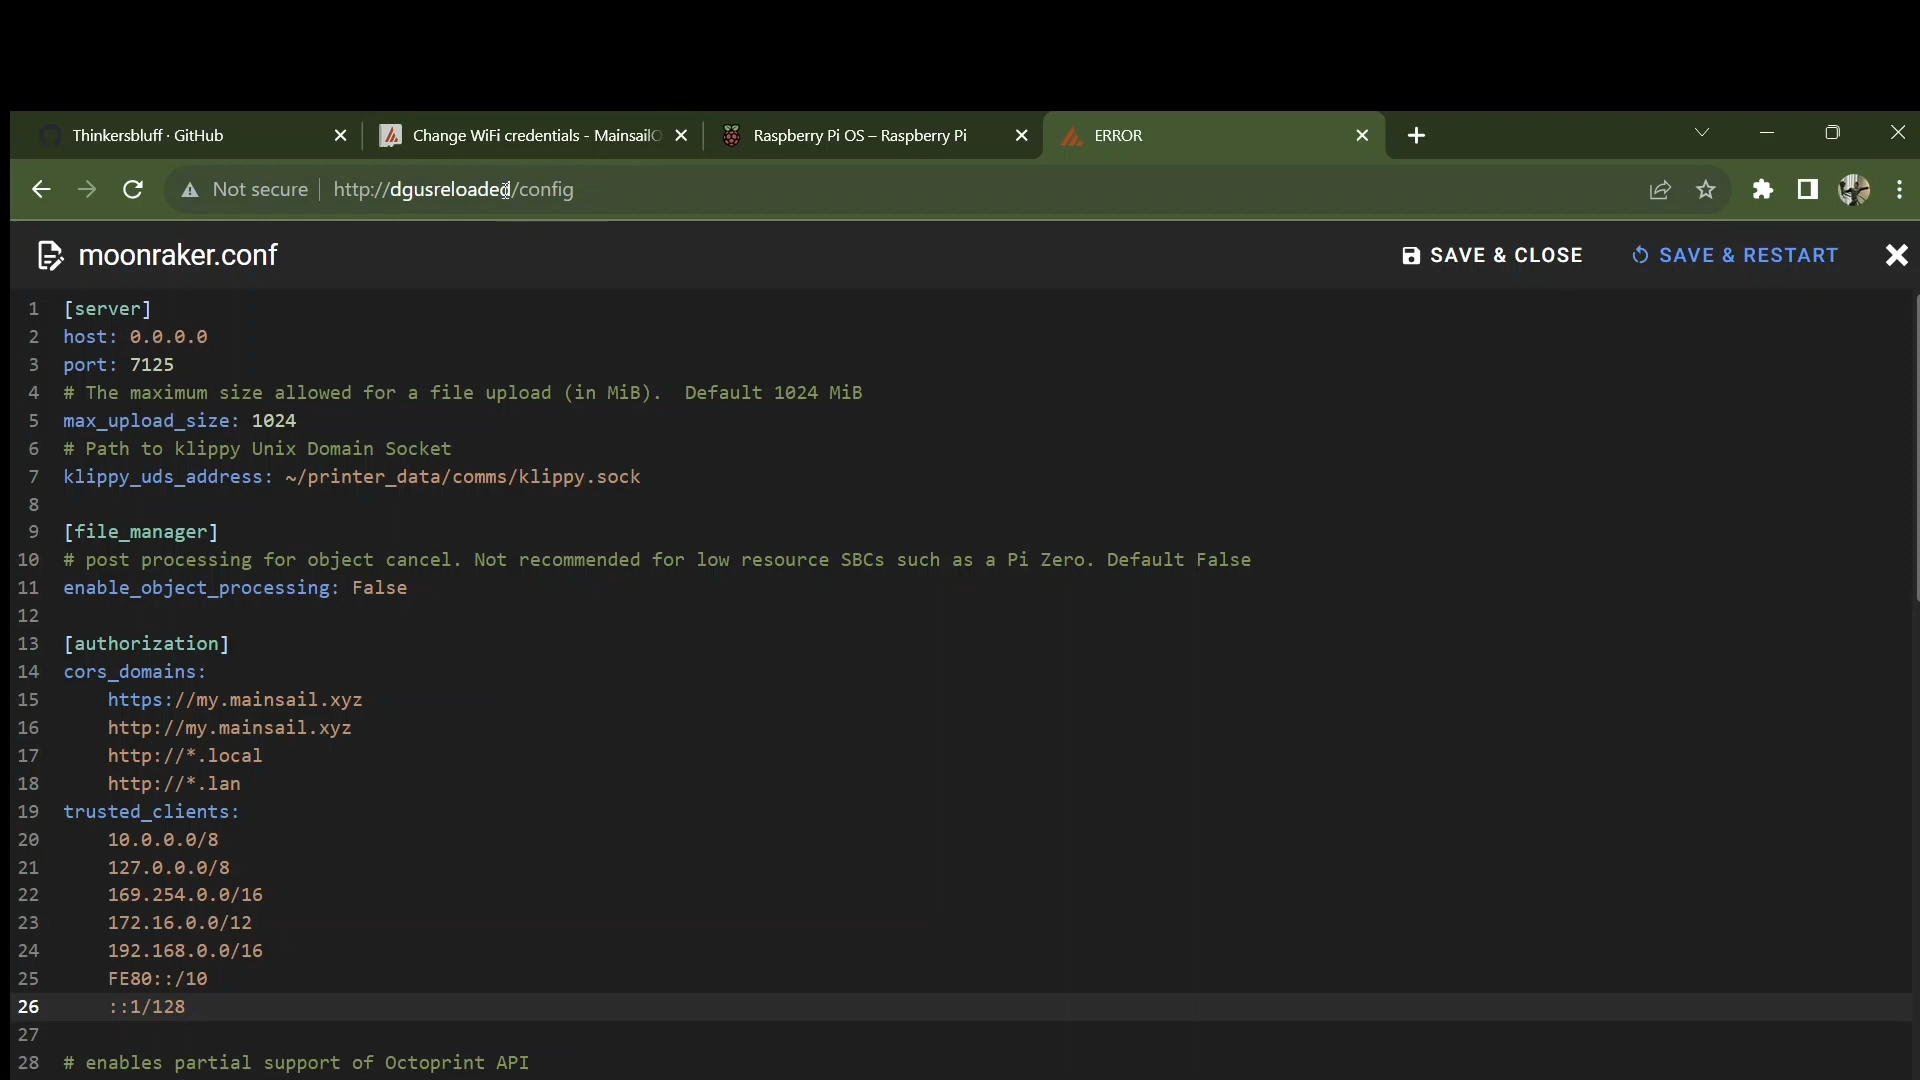 Thinkersbluff · GitHub
Change WiFi credentials - MainsailO
Raspberry Pi OS – Raspberry Pi
ERROR
Not secure
http://dgusreloaded/config
moonraker.conf
SAVE & CLOSE
SAVE & RESTART
1 [server]
2 host: 0.0.0.0
3 port: 7125
4 # The maximum size allowed for a file upload (in MiB).  Default 1024 MiB
5 max_upload_size: 1024
6 # Path to klippy Unix Domain Socket
7 klippy_uds_address: ~/printer_data/comms/klippy.sock
8
9 [file_manager]
10 # post processing for object cancel. Not recommended for low resource SBCs such as a Pi Zero. Default False
11 enable_object_processing: False
12
13 [authorization]
14 cors_domains:
15     https://my.mainsail.xyz
16     http://my.mainsail.xyz
17     http://*.local
18     http://*.lan
19 trusted_clients:
20     10.0.0.0/8
21     127.0.0.0/8
22     169.254.0.0/16
23     172.16.0.0/12
24     192.168.0.0/16
25     FE80::/10
26     ::1/128
27
28 # enables partial support of Octoprint API